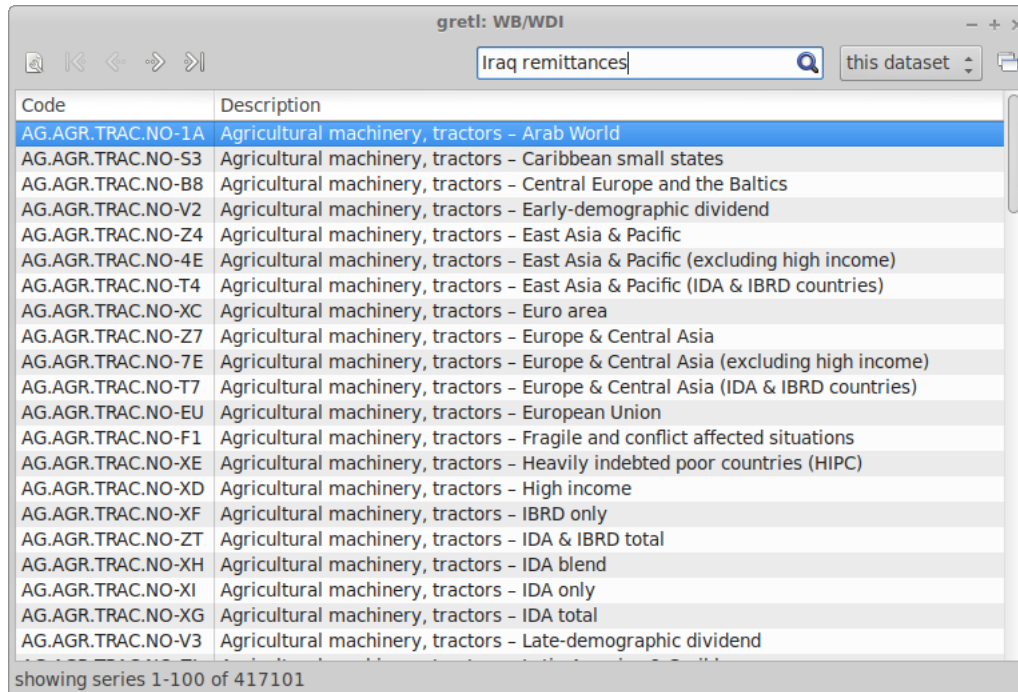 gretl: WB/WDI
Iraq remittances this dataset
Code Description
AG.AGR.TRAC.NO-1A Agricultural machinery, tractors – Arab World
AG.AGR.TRAC.NO-S3 Agricultural machinery, tractors – Caribbean small states
AG.AGR.TRAC.NO-B8 Agricultural machinery, tractors – Central Europe and the Baltics
AG.AGR.TRAC.NO-V2 Agricultural machinery, tractors – Early-demographic dividend
AG.AGR.TRAC.NO-Z4 Agricultural machinery, tractors – East Asia & Pacific
AG.AGR.TRAC.NO-4E Agricultural machinery, tractors – East Asia & Pacific (excluding high income)
AG.AGR.TRAC.NO-T4 Agricultural machinery, tractors – East Asia & Pacific (IDA & IBRD countries)
AG.AGR.TRAC.NO-XC Agricultural machinery, tractors – Euro area
AG.AGR.TRAC.NO-Z7 Agricultural machinery, tractors – Europe & Central Asia
AG.AGR.TRAC.NO-7E Agricultural machinery, tractors – Europe & Central Asia (excluding high income)
AG.AGR.TRAC.NO-T7 Agricultural machinery, tractors – Europe & Central Asia (IDA & IBRD countries)
AG.AGR.TRAC.NO-EU Agricultural machinery, tractors – European Union
AG.AGR.TRAC.NO-F1 Agricultural machinery, tractors – Fragile and conflict affected situations
AG.AGR.TRAC.NO-XE Agricultural machinery, tractors – Heavily indebted poor countries (HIPC)
AG.AGR.TRAC.NO-XD Agricultural machinery, tractors – High income
AG.AGR.TRAC.NO-XF Agricultural machinery, tractors – IBRD only
AG.AGR.TRAC.NO-ZT Agricultural machinery, tractors – IDA & IBRD total
AG.AGR.TRAC.NO-XH Agricultural machinery, tractors – IDA blend
AG.AGR.TRAC.NO-XI Agricultural machinery, tractors – IDA only
AG.AGR.TRAC.NO-XG Agricultural machinery, tractors – IDA total
AG.AGR.TRAC.NO-V3 Agricultural machinery, tractors – Late-demographic dividend
showing series 1-100 of 417101